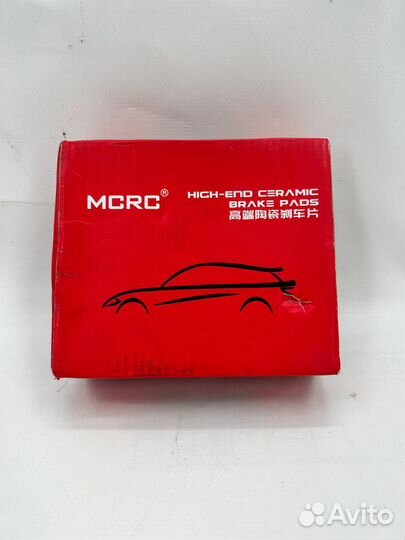 MCRC®
HIGH-END CERAMIC
BRAKE PADS
高端陶瓷刹车片
Avito